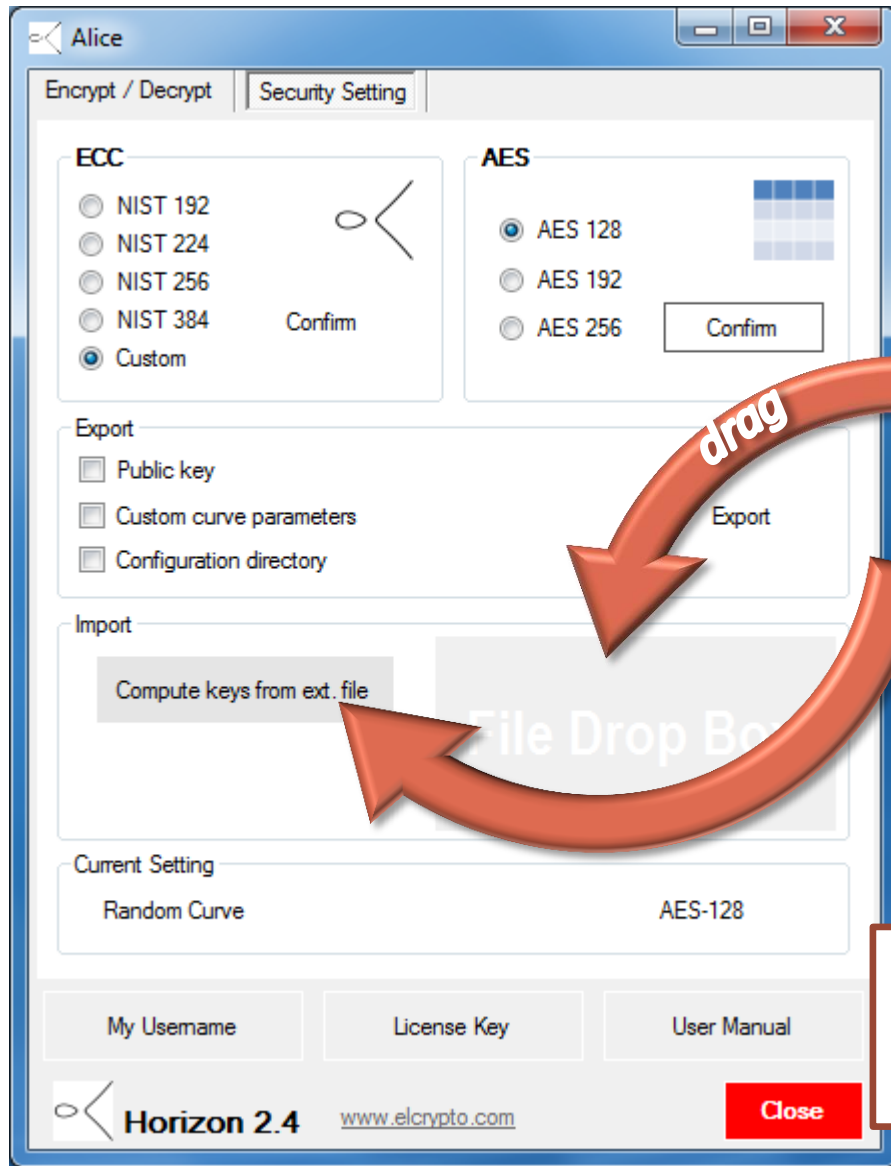 Alice
Encrypt / Decrypt
Security Setting
ECC
NIST 192
NIST 224
NIST 256
NIST 384
Confirm
Custom
AES
AES 128
AES 192
AES 256
Confirm
drag
Export
Public key
Custom curve parameters
Export
Configuration directory
Import
Compute keys from ext. file
File Drop Box
Current Setting
Random Curve
AES-128
My Username
License Key
User Manual
Horizon 2.4
www.elcrypto.com
Close